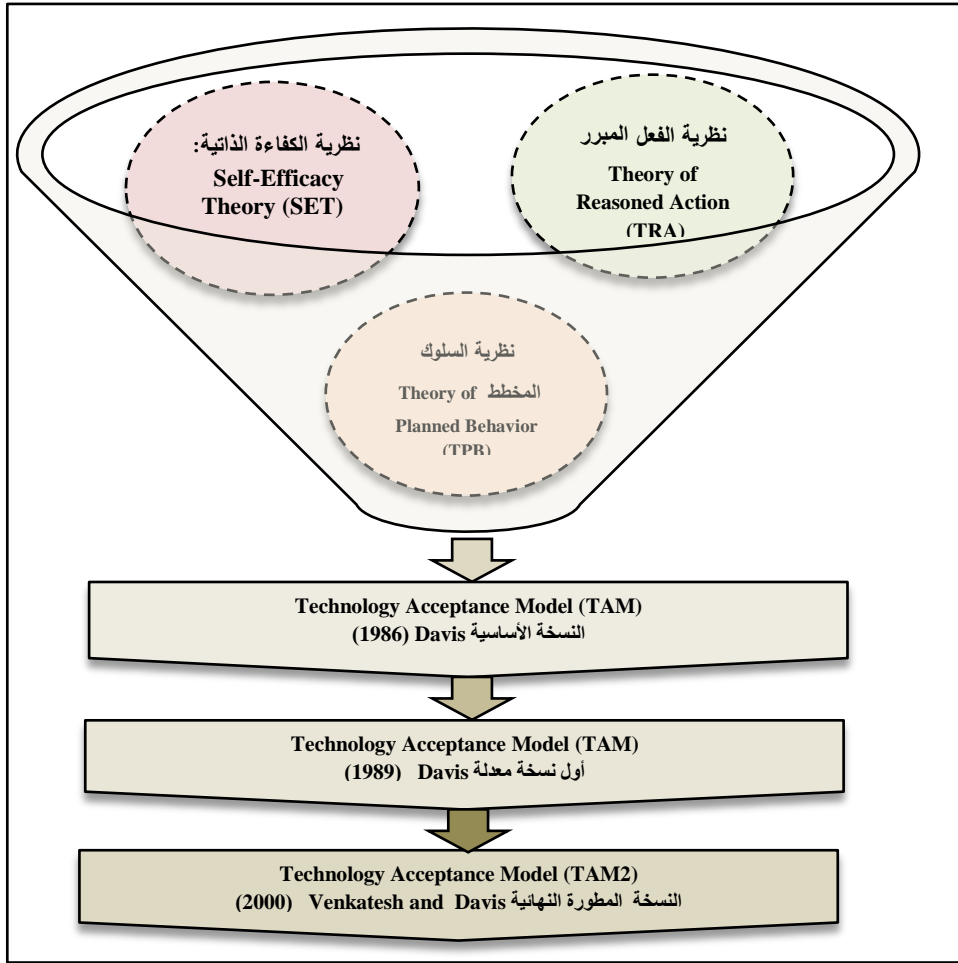 نظرية الكفاءة الذاتية:
Self-Efficacy
Theory (SET)
نظرية الفعل المبرر
Theory of
Reasoned Action
(TRA)
نظرية السلوك
المخطط Theory of
Planned Behavior
(TPB)
Technology Acceptance Model (TAM)
النسخة الأساسية Davis (1986)
Technology Acceptance Model (TAM)
أول نسخة معدلة Davis (1989)
Technology Acceptance Model (TAM2)
النسخة المطورة النهائية Venkatesh and Davis (2000)